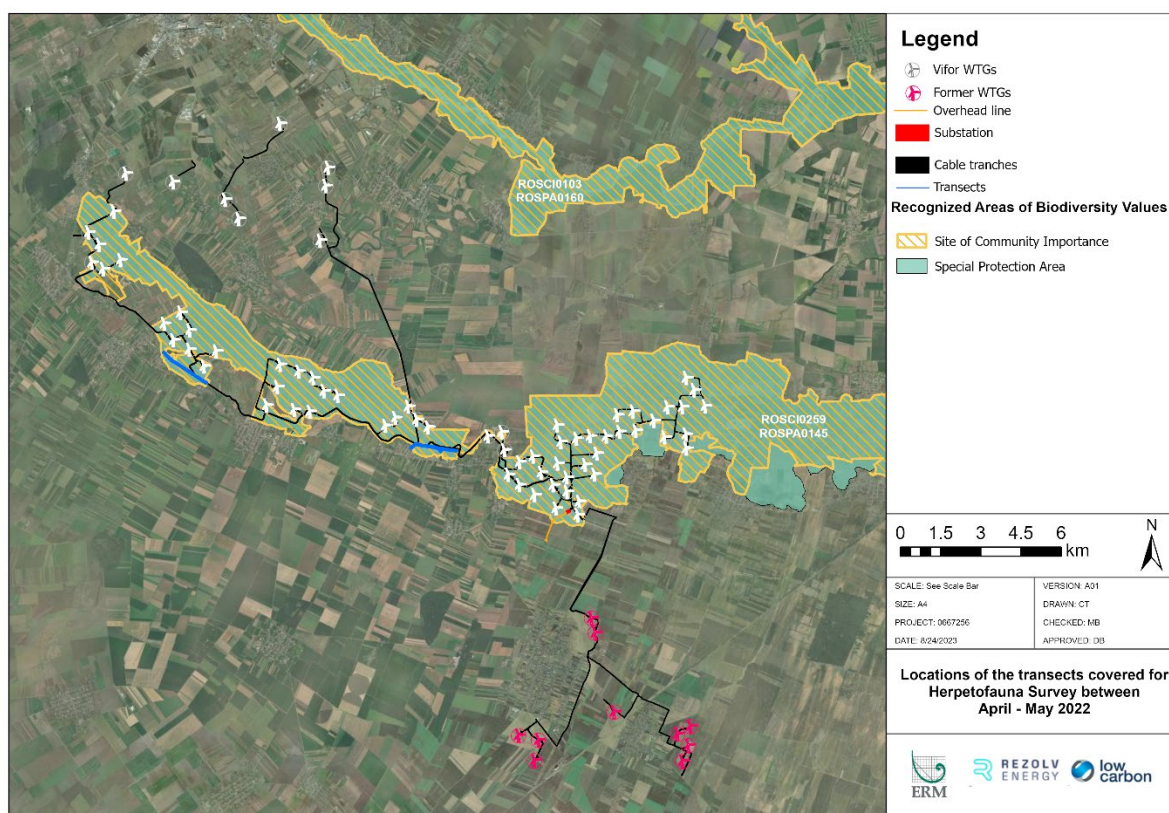 ROSCI0103
ROSPA0160
ROSCI0259
ROSPA0145
Legend
Vifor WTGs
Former WTGs
Overhead line
Substation
Cable tranches
Transects
Recognized Areas of Biodiversity Values
Site of Community Importance
Special Protection Area
0 1.5 3 4.5 6
km
N
SCALE: See Scale Bar
VERSION: A01
SIZE: A4
DRAWN: CT
PROJECT: 0667256
CHECKED: MB
DATE: 8/24/2023
APPROVED: DB
Locations of the transects covered for
Herpetofauna Survey between
April - May 2022
ERM
REZOLV
ENERGY
low
carbon